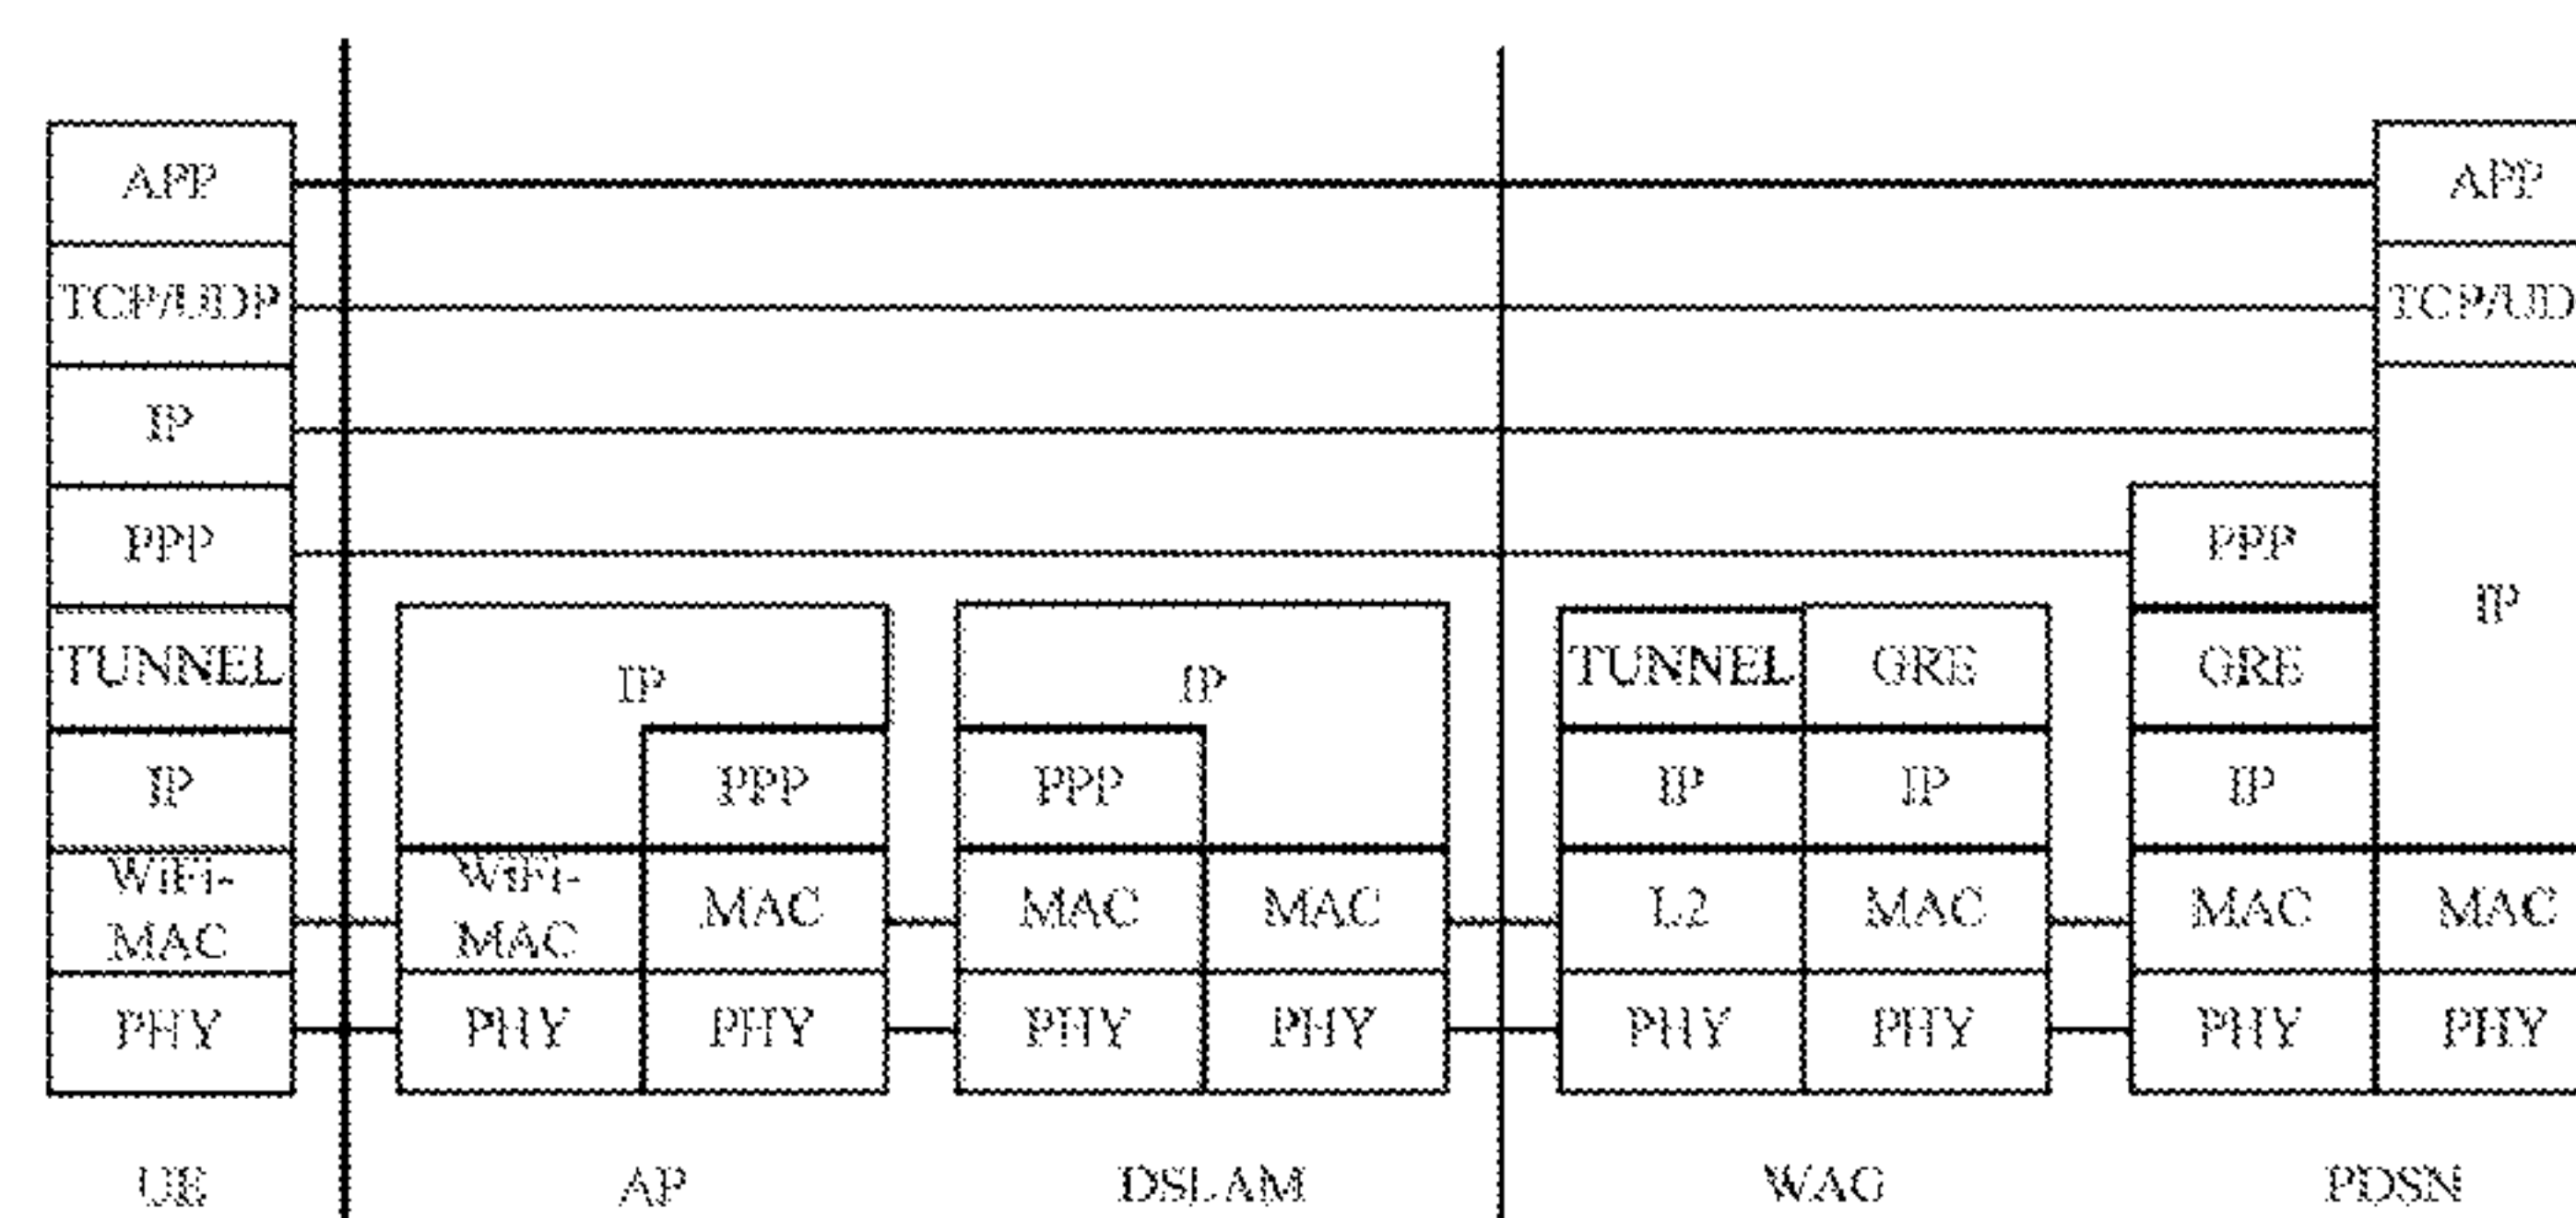 APP
TCP/UDP
IP
PPP
TUNNEL
IP
WiFi-
MAC
PHY
UE
IP
PPP
WiFi-
MAC
MAC
PHY
PHY
AP
IP
PPP
MAC
MAC
PHY
PHY
DSLAM
TUNNEL
GRE
IP
IP
L2
MAC
PHY
PHY
WAG
APP
TCP/UD
PPP
IP
GRE
IP
MAC
MAC
PHY
PHY
PDSN